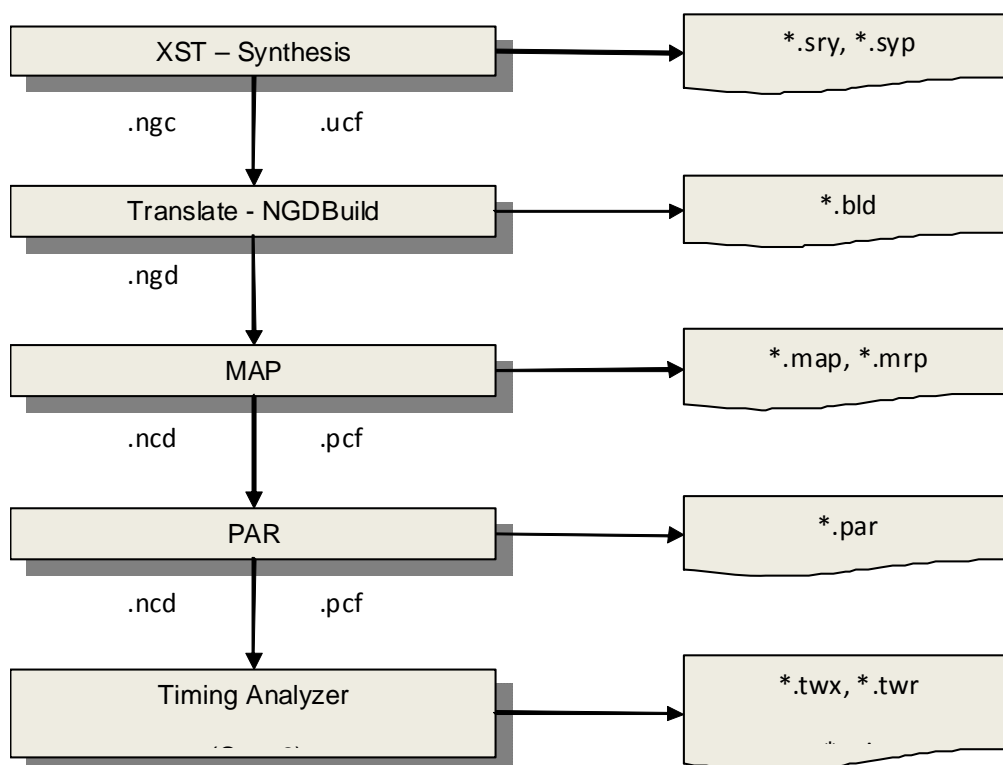 XST – Synthesis
*.sry, *.syp
.ngc .ucf
Translate - NGDBuild
*.bld
.ngd
MAP
*.map, *.mrp
.ncd .pcf
PAR
*.par
.ncd .pcf
Timing Analyzer
*.twx, *.twr